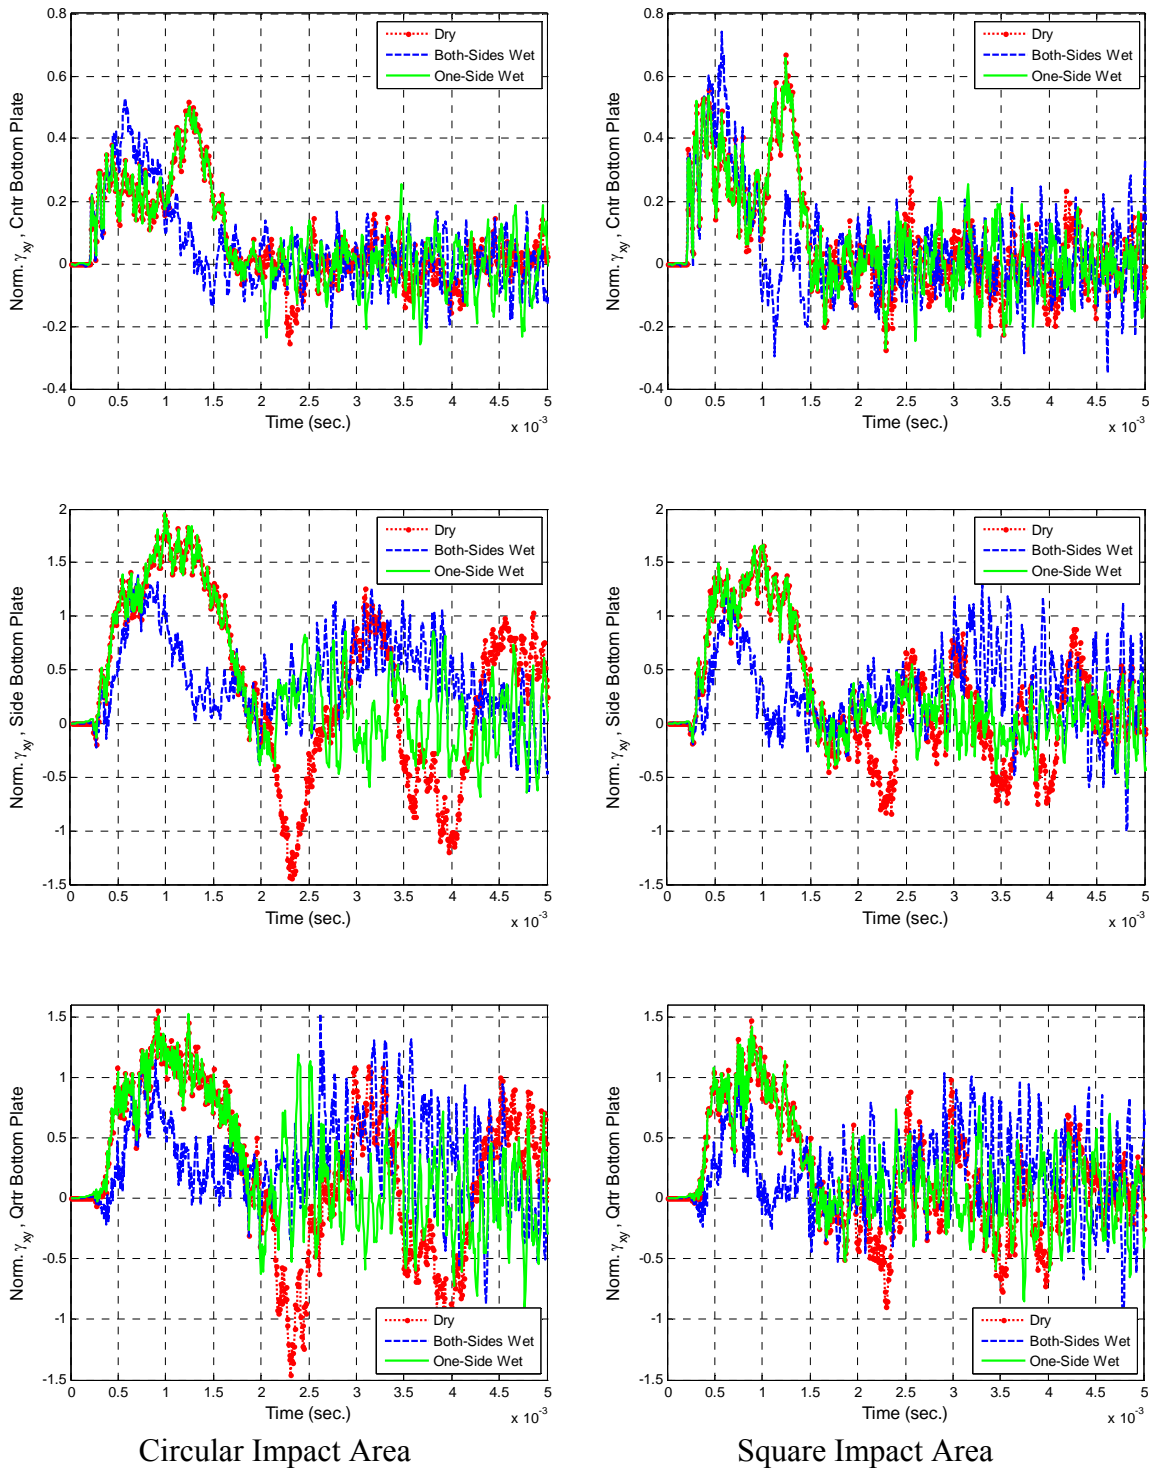 0.8
0.6
0.4
0.2
0
-0.2
-0.4
Norm. γxy , Cntr Bottom Plate
Dry
Both-Sides Wet
One-Side Wet
0 0.5 1 1.5 2 2.5 3 3.5 4 4.5 5
Time (sec.)
x 10-3
0.8
0.6
0.4
0.2
0
-0.2
-0.4
Norm. γxy , Cntr Bottom Plate
Dry
Both-Sides Wet
One-Side Wet
0 0.5 1 1.5 2 2.5 3 3.5 4 4.5 5
Time (sec.)
x 10-3
2
1.5
1
0.5
0
-0.5
-1
-1.5
Norm. γxy , Side Bottom Plate
Dry
Both-Sides Wet
One-Side Wet
0 0.5 1 1.5 2 2.5 3 3.5 4 4.5 5
Time (sec.)
x 10-3
2
1.5
1
0.5
0
-0.5
-1
-1.5
Norm. γxy , Side Bottom Plate
Dry
Both-Sides Wet
One-Side Wet
0 0.5 1 1.5 2 2.5 3 3.5 4 4.5 5
Time (sec.)
x 10-3
1.5
1
0.5
0
-0.5
-1
-1.5
Norm. γxy , Qrtr Bottom Plate
Dry
Both-Sides Wet
One-Side Wet
0 0.5 1 1.5 2 2.5 3 3.5 4 4.5 5
Time (sec.)
x 10-3
1.5
1
0.5
0
-0.5
-1
-1.5
Norm. γxy , Qrtr Bottom Plate
Dry
Both-Sides Wet
One-Side Wet
0 0.5 1 1.5 2 2.5 3 3.5 4 4.5 5
Time (sec.)
x 10-3
Circular Impact Area
Square Impact Area